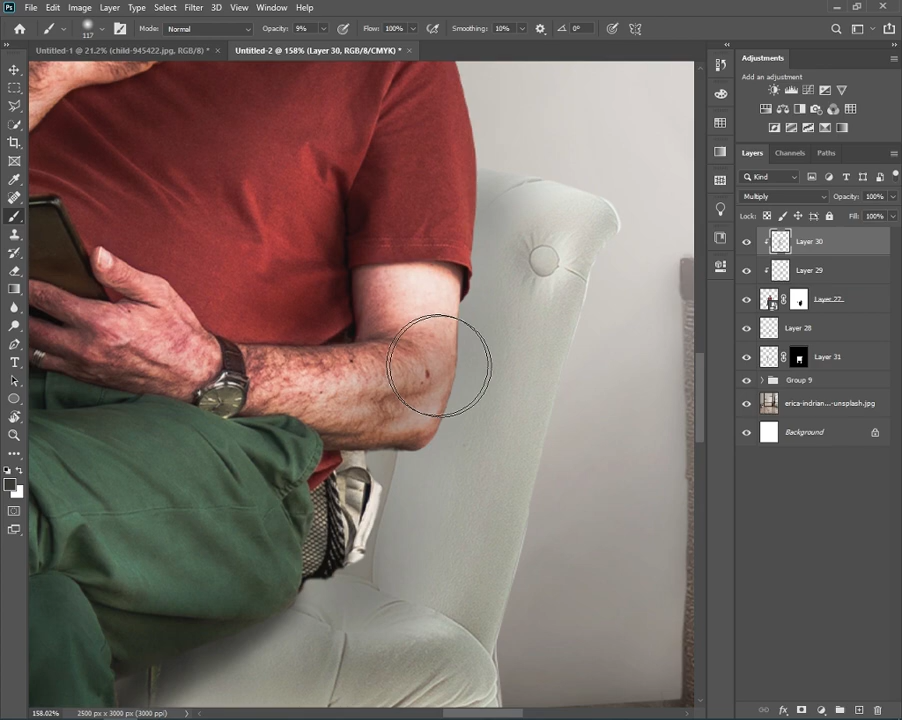 Ps File Edit Image Layer Type Select Filter 3D View Window Help
117 Mode: Normal Opacity: 9% Flow: 100% Smoothing: 10% 0°
Untitled-1 @ 21.2% (child-945422.jpg, RGB/8) * × Untitled-2 @ 158% (Layer 30, RGB/8/CMYK) * ×
Adjustments
Add an adjustment
Layers Channels Paths
Kind
Multiply Opacity: 100%
Lock: Fill: 100%
Layer 30
Layer 29
Layer 27
Layer 28
Layer 31
Group 9
erica-indrian...-unsplash.jpg
Background
158.02% 2500 px x 3000 px (3000 ppi)